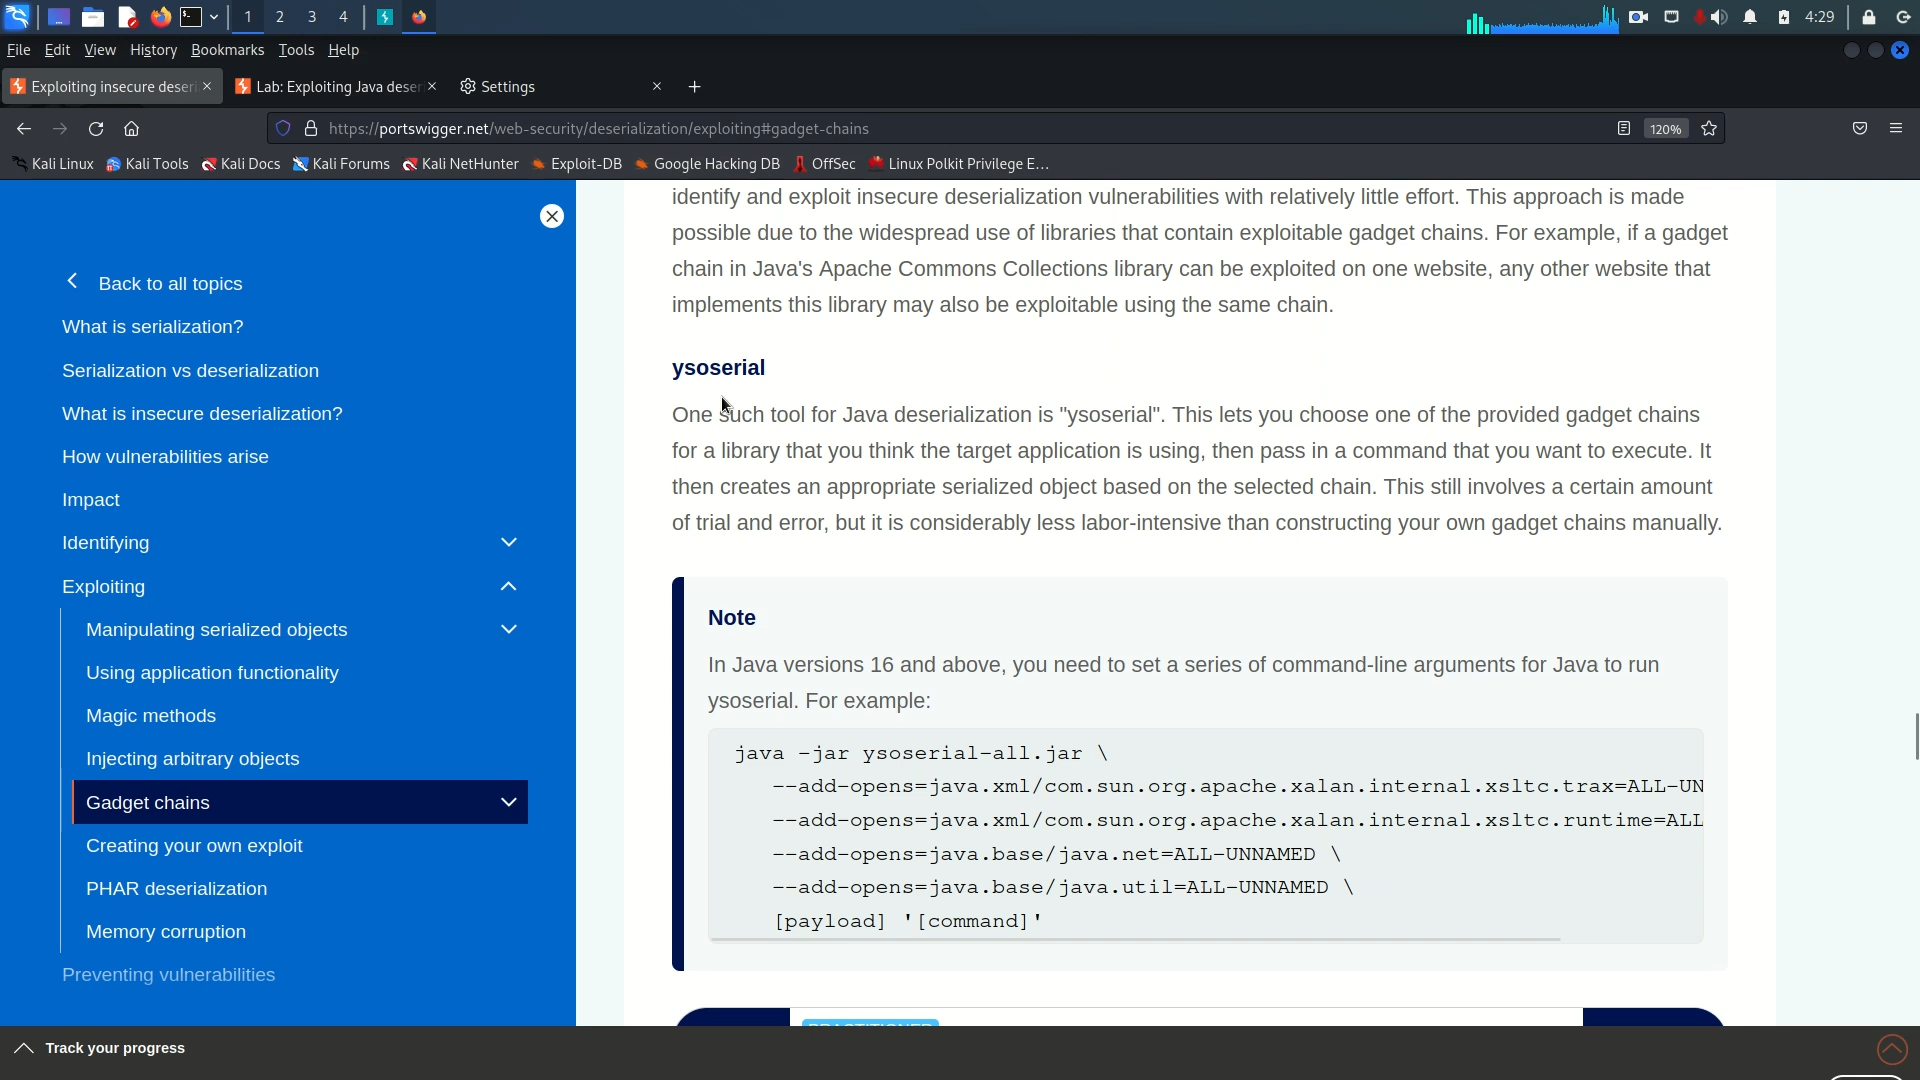 1 2 3 4 4:29
File Edit View History Bookmarks Tools Help
Exploiting insecure deseri Lab: Exploiting Java deser Settings
https://portswigger.net/web-security/deserialization/exploiting#gadget-chains 120%
Kali Linux Kali Tools Kali Docs Kali Forums Kali NetHunter Exploit-DB Google Hacking DB OffSec Linux Polkit Privilege E...
Back to all topics
What is serialization?
Serialization vs deserialization
What is insecure deserialization?
How vulnerabilities arise
Impact
Identifying
Exploiting
Manipulating serialized objects
Using application functionality
Magic methods
Injecting arbitrary objects
Gadget chains
Creating your own exploit
PHAR deserialization
Memory corruption
Preventing vulnerabilities
identify and exploit insecure deserialization vulnerabilities with relatively little effort. This approach is made
possible due to the widespread use of libraries that contain exploitable gadget chains. For example, if a gadget
chain in Java's Apache Commons Collections library can be exploited on one website, any other website that
implements this library may also be exploitable using the same chain.
ysoserial
One such tool for Java deserialization is "ysoserial". This lets you choose one of the provided gadget chains
for a library that you think the target application is using, then pass in a command that you want to execute. It
then creates an appropriate serialized object based on the selected chain. This still involves a certain amount
of trial and error, but it is considerably less labor-intensive than constructing your own gadget chains manually.
Note
In Java versions 16 and above, you need to set a series of command-line arguments for Java to run
ysoserial. For example:
java -jar ysoserial-all.jar \
--add-opens=java.xml/com.sun.org.apache.xalan.internal.xsltc.trax=ALL-UN
--add-opens=java.xml/com.sun.org.apache.xalan.internal.xsltc.runtime=ALL
--add-opens=java.base/java.net=ALL-UNNAMED \
--add-opens=java.base/java.util=ALL-UNNAMED \
[payload] '[command]'
PRACTITIONER
Track your progress